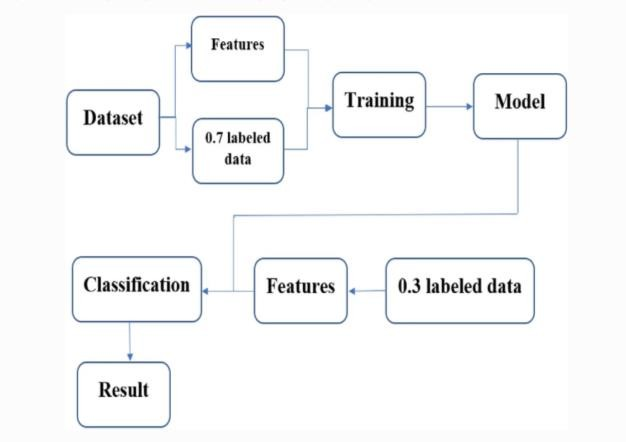 Features
Dataset
0.7 labeled
data
Training
Model
Classification
Features
0.3 labeled data
Result